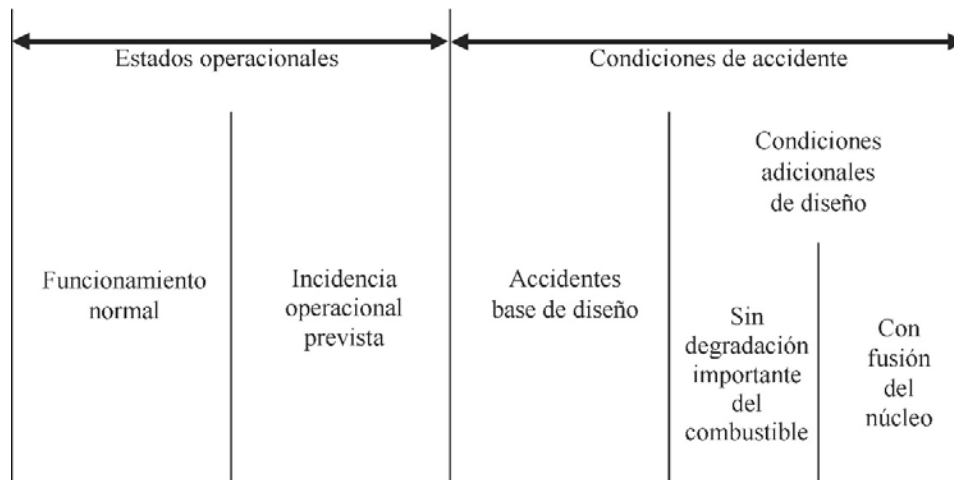 Estados operacionales
Condiciones de accidente
Funcionamiento
normal
Incidencia
operacional
prevista
Accidentes
base de diseño
Condiciones
adicionales
de diseño
Sin
degradación
importante
del
combustible
Con
fusión
del
núcleo